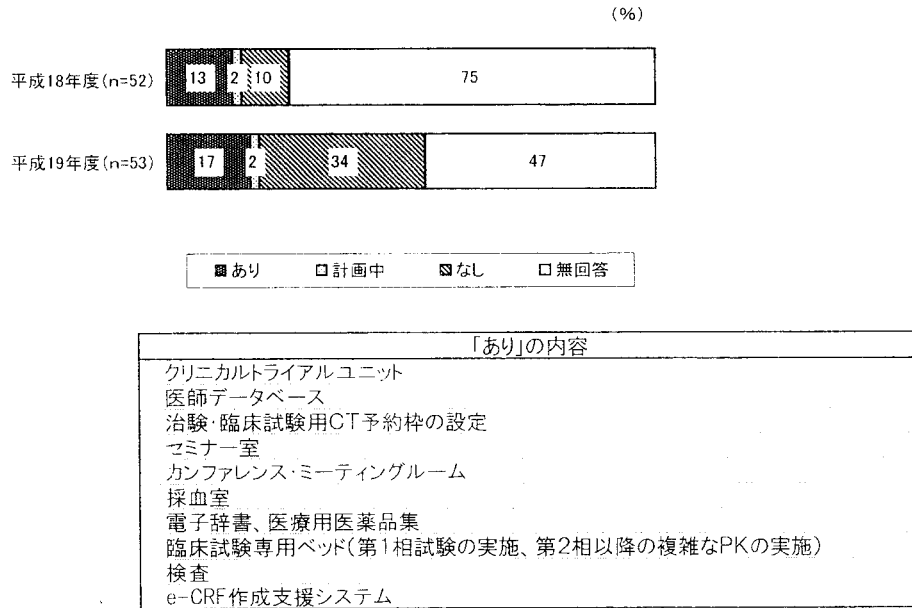 (%)
平成18年度(n=52) 13 2 10 75
平成19年度(n=53) 17 2 34 47
あり 計画中 なし 無回答
「あり」の内容
クリニカルトライアルユニット
医師データベース
治験・臨床試験用CT予約枠の設定
セミナー室
カンファレンス・ミーティングルーム
採血室
電子辞書、医療用医薬品集
臨床試験専用ベッド(第1相試験の実施、第2相以降の複雑なPKの実施)
検査
e-CRF作成支援システム